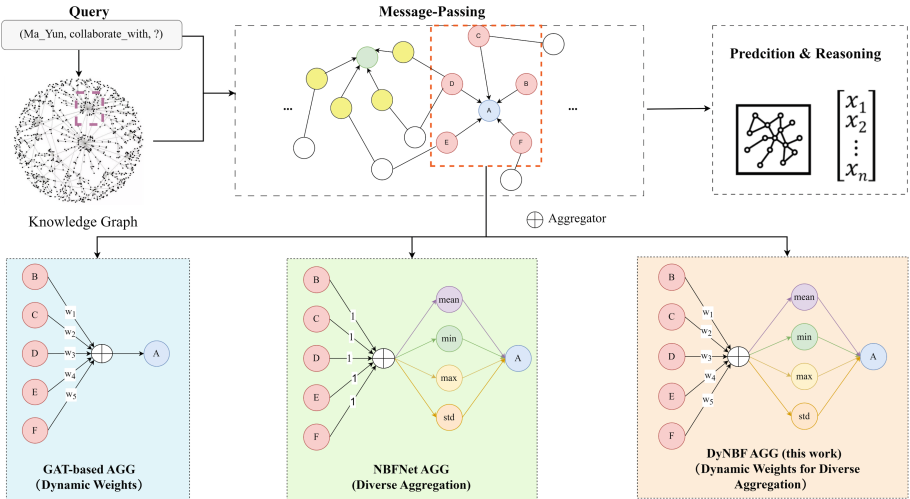 Query
(Ma_Yun, collaborate_with, ?)
Knowledge Graph
Message-Passing
...
...
C
D
B
A
E
F
Predcition & Reasoning
x1
x2
⋮
xn
Aggregator
B
C
D
E
F
w1
w2
w3
w4
w5
A
GAT-based AGG
(Dynamic Weights)
B
C
D
E
F
1
1
1
1
1
mean
min
max
std
A
NBFNet AGG
(Diverse Aggregation)
B
C
D
E
F
w1
w2
w3
w4
w5
mean
min
max
std
A
DyNBF AGG (this work)
(Dynamic Weights for Diverse
Aggregation)